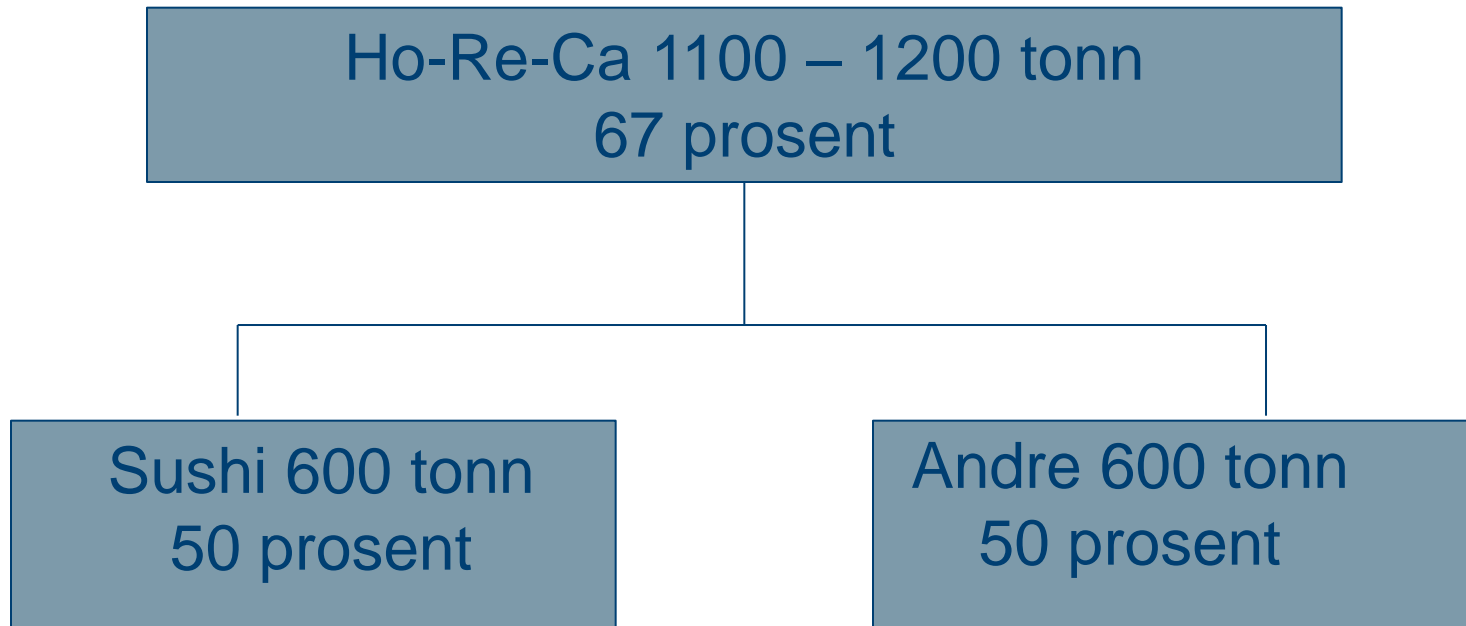 Ho-Re-Ca 1100 – 1200 tonn
67 prosent
Sushi 600 tonn
50 prosent
Andre 600 tonn
50 prosent